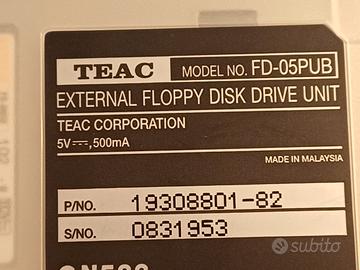 TEAC MODEL NO. FD-05PUB
EXTERNAL FLOPPY DISK DRIVE UNIT
TEAC CORPORATION
5V⎓,500mA
MADE IN MALAYSIA
P/NO. 19308801-82
S/NO. 0831953
subito